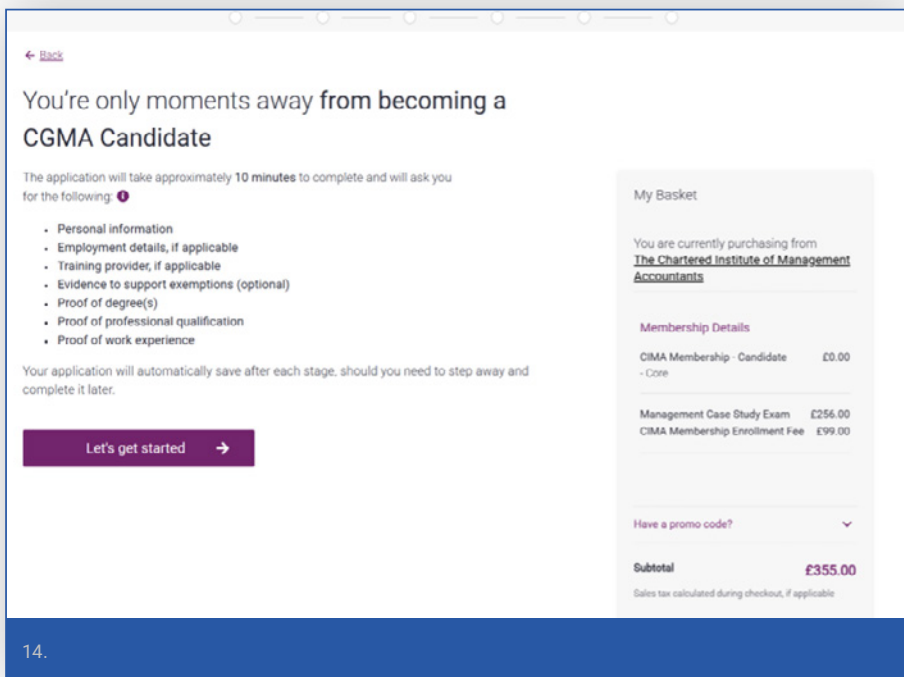 ← Back
You're only moments away from becoming a
CGMA Candidate
The application will take approximately 10 minutes to complete and will ask you
for the following:
• Personal information
• Employment details, if applicable
• Training provider, if applicable
• Evidence to support exemptions (optional)
• Proof of degree(s)
• Proof of professional qualification
• Proof of work experience
Your application will automatically save after each stage, should you need to step away and
complete it later.
Let's get started →
My Basket
You are currently purchasing from
The Chartered Institute of Management
Accountants
Membership Details
CIMA Membership - Candidate £0.00
- Core
Management Case Study Exam £256.00
CIMA Membership Enrollment Fee £99.00
Have a promo code?
Subtotal £355.00
Sales tax calculated during checkout, if applicable
14.